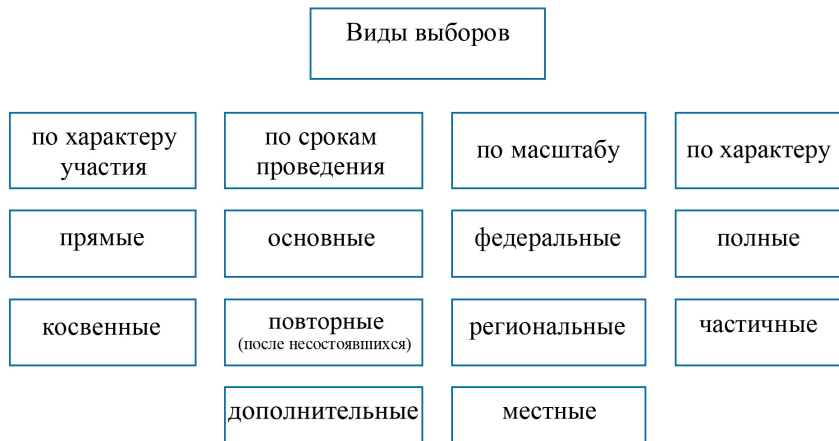 Виды выборов
по характеру
участия
по срокам
проведения
по масштабу
по характеру
прямые
основные
федеральные
полные
косвенные
повторные
(после несостоявшихся)
региональные
частичные
дополнительные
местные